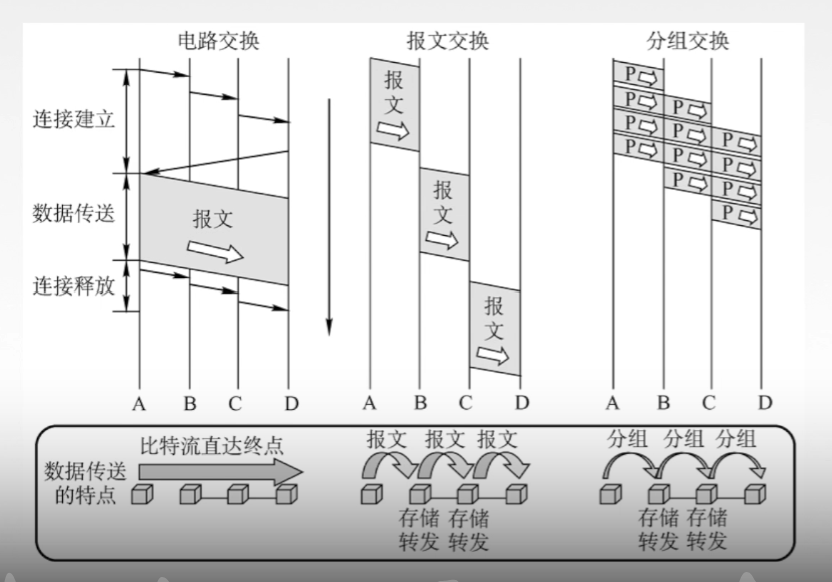 电路交换
报文交换
分组交换
连接建立
数据传送
连接释放
报文
A B C D
报
文
报
文
报
文
A B C D
P
P P
P P P
P P P
P P
P
A B C D
数据传送
的特点
比特流直达终点
报文 报文 报文
存储 存储
转发 转发
分组 分组 分组
存储 存储
转发 转发